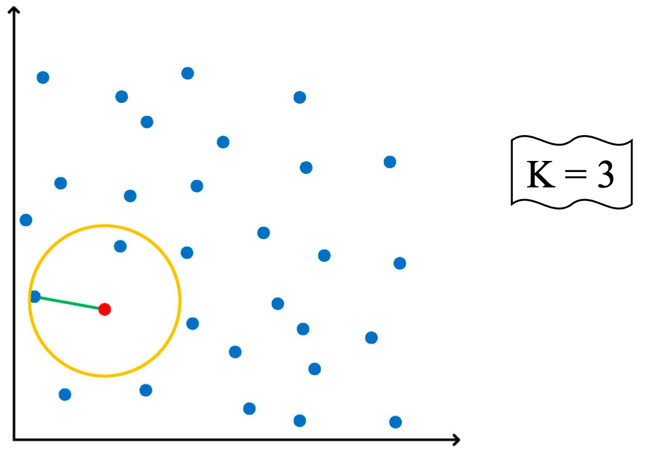 K = 3